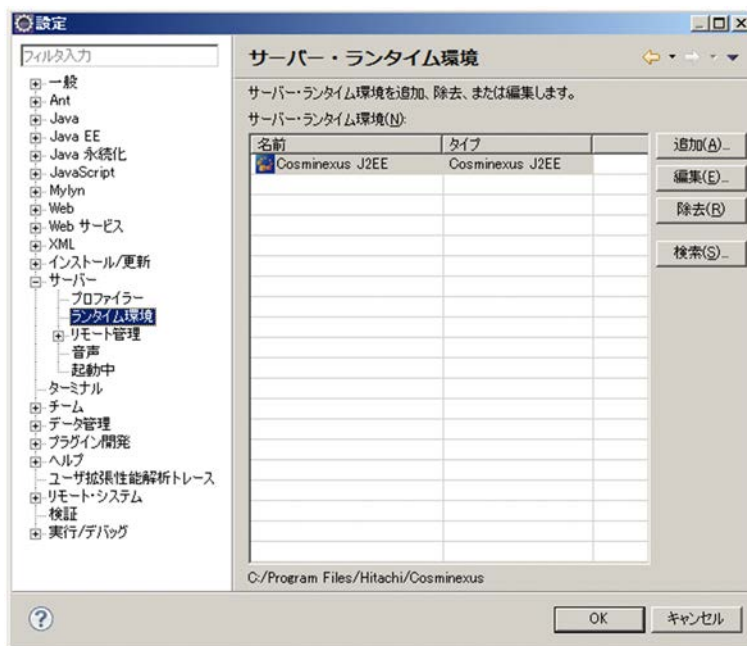 設定
フィルタ入力
一般
Ant
Java
Java EE
Java 永続化
JavaScript
Mylyn
Web
Web サービス
XML
インストール/更新
サーバー
プロファイラー
ランタイム環境
リモート管理
音声
起動中
ターミナル
チーム
データ管理
プラグイン開発
ヘルプ
ユーザ拡張性能解析トレース
リモート・システム
検証
実行/デバッグ
サーバー・ランタイム環境
サーバー・ランタイム環境を追加、除去、または編集します。
サーバー・ランタイム環境(N):
名前 タイプ
Cosminexus J2EE Cosminexus J2EE
追加(A)...
編集(E)...
除去(R)
検索(S)...
C:/Program Files/Hitachi/Cosminexus
OK キャンセル